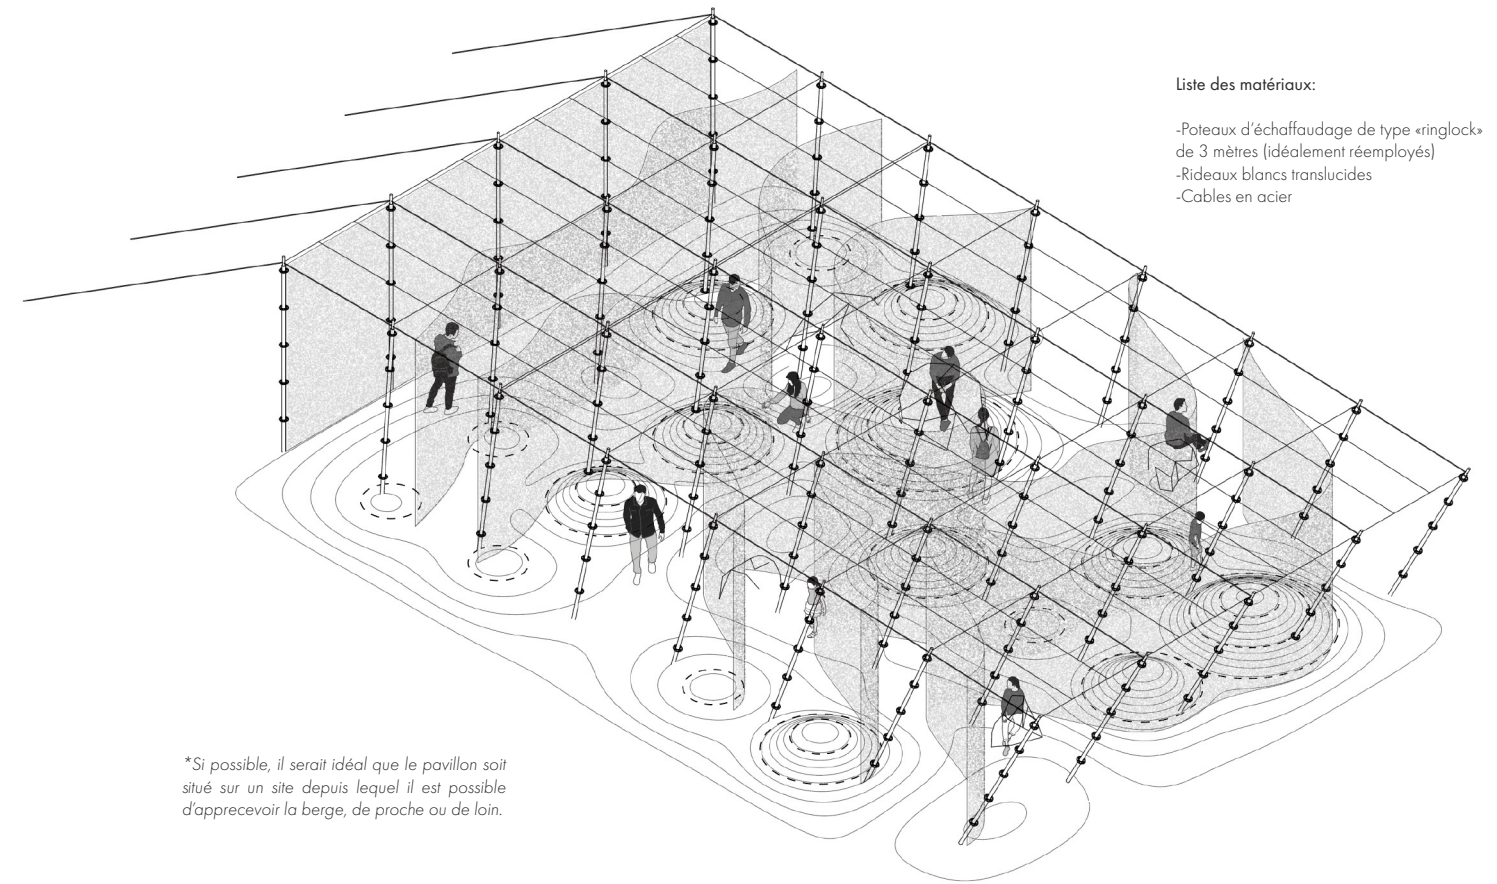 Liste des matériaux:
-Poteaux d'échaffaudage de type «ringlock»
de 3 mètres (idéalement réemployés)
-Rideaux blancs translucides
-Cables en acier
*Si possible, il serait idéal que le pavillon soit
situé sur un site depuis lequel il est possible
d'apprecevoir la berge, de proche ou de loin.